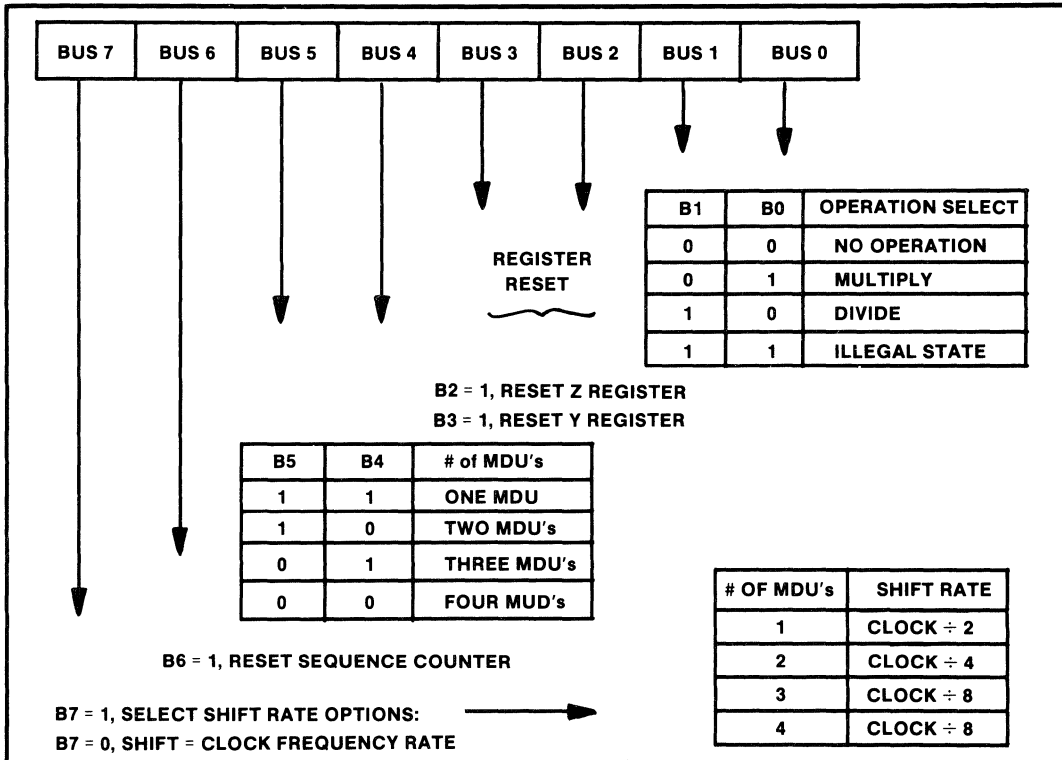 BUS 7 BUS 6 BUS 5 BUS 4 BUS 3 BUS 2 BUS 1 BUS 0
B1 B0 OPERATION SELECT
0 0 NO OPERATION
0 1 MULTIPLY
1 0 DIVIDE
1 1 ILLEGAL STATE
REGISTER
RESET
B2 = 1, RESET Z REGISTER
B3 = 1, RESET Y REGISTER
B5 B4 # of MDU's
1 1 ONE MDU
1 0 TWO MDU's
0 1 THREE MDU's
0 0 FOUR MUD's
B6 = 1, RESET SEQUENCE COUNTER
B7 = 1, SELECT SHIFT RATE OPTIONS:
B7 = 0, SHIFT = CLOCK FREQUENCY RATE
# OF MDU's SHIFT RATE
1 CLOCK ÷ 2
2 CLOCK ÷ 4
3 CLOCK ÷ 8
4 CLOCK ÷ 8